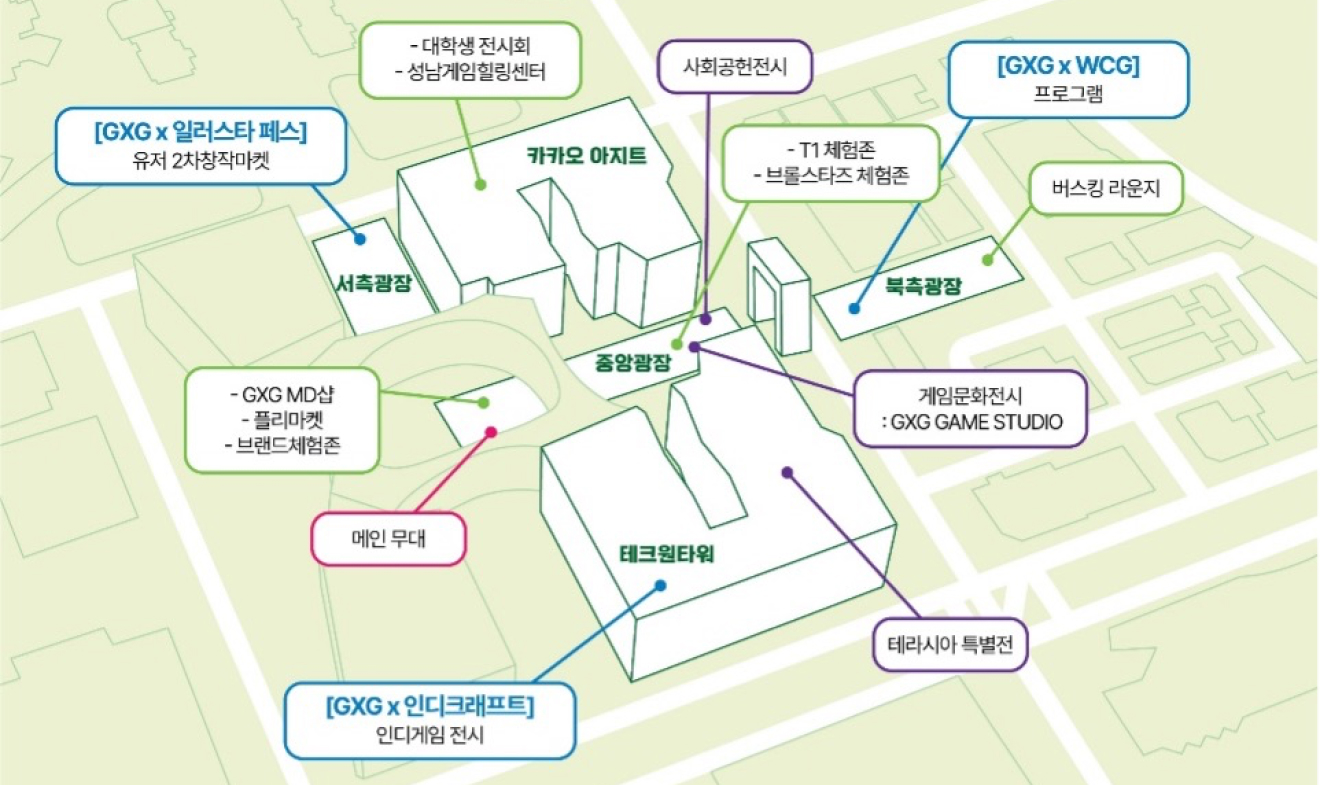 - 대학생 전시회
- 성남게임힐링센터
사회공헌전시
[GXG x WCG]
프로그램
[GXG x 일러스타 페스]
유저 2차창작마켓
카카오 아지트
- T1 체험존
- 브롤스타즈 체험존
버스킹 라운지
서측광장
북측광장
중앙광장
- GXG MD샵
- 플리마켓
- 브랜드체험존
게임문화전시
: GXG GAME STUDIO
메인 무대
테크원타워
테라시아 특별전
[GXG x 인디크래프트]
인디게임 전시